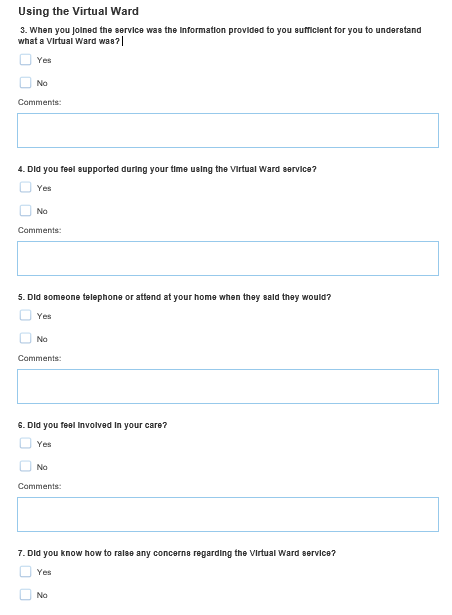 Using the Virtual Ward
3. When you joined the service was the information provided to you sufficient for you to understand
what a Virtual Ward was?
Yes
No
Comments:
4. Did you feel supported during your time using the Virtual Ward service?
Yes
No
Comments:
5. Did someone telephone or attend at your home when they said they would?
Yes
No
Comments:
6. Did you feel involved in your care?
Yes
No
Comments:
7. Did you know how to raise any concerns regarding the Virtual Ward service?
Yes
No